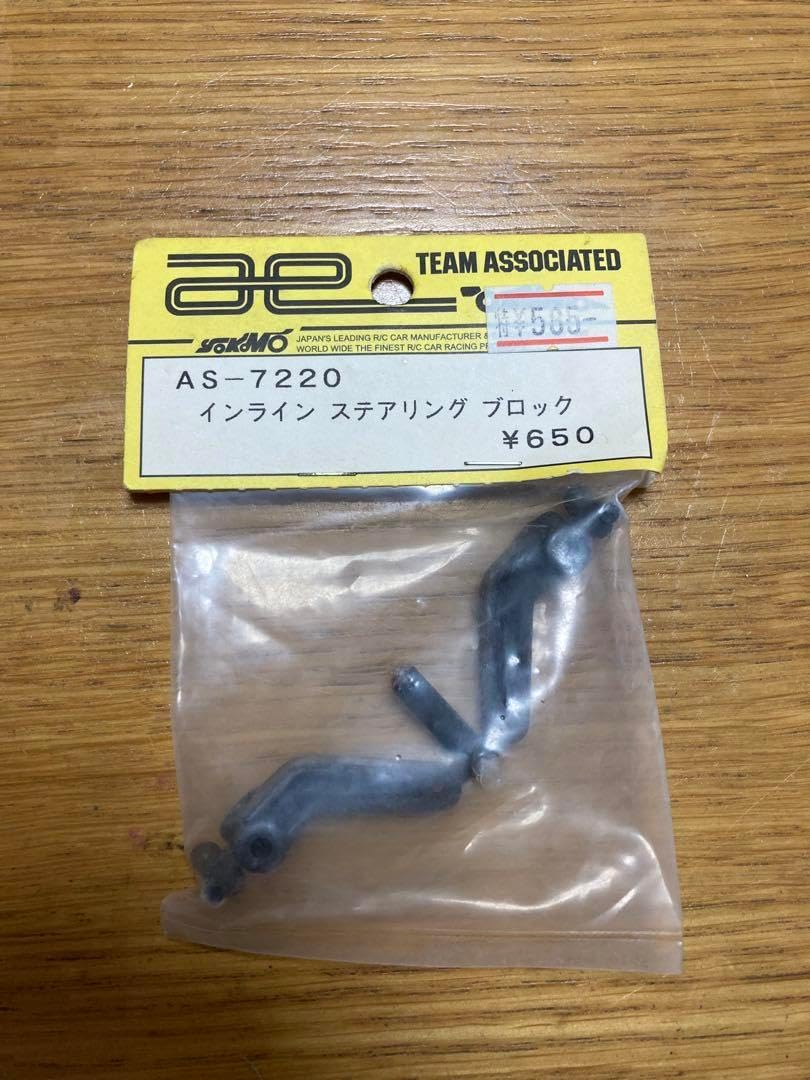 ae
TEAM ASSOCIATED
特¥585-
YOKOMO
JAPAN'S LEADING R/C CAR MANUFACTURER &
WORLD WIDE THE FINEST R/C CAR RACING
AS-7220
インライン ステアリング ブロック
¥650